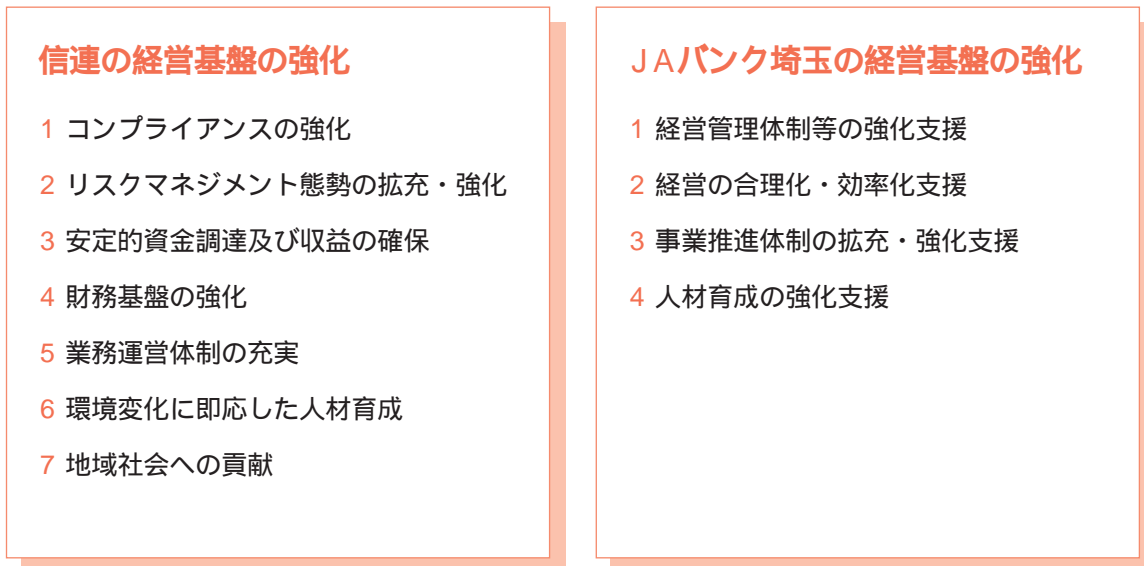 信連の経営基盤の強化
1 コンプライアンスの強化
2 リスクマネジメント態勢の拡充・強化
3 安定的資金調達及び収益の確保
4 財務基盤の強化
5 業務運営体制の充実
6 環境変化に即応した人材育成
7 地域社会への貢献
ＪＡバンク埼玉の経営基盤の強化
1 経営管理体制等の強化支援
2 経営の合理化・効率化支援
3 事業推進体制の拡充・強化支援
4 人材育成の強化支援